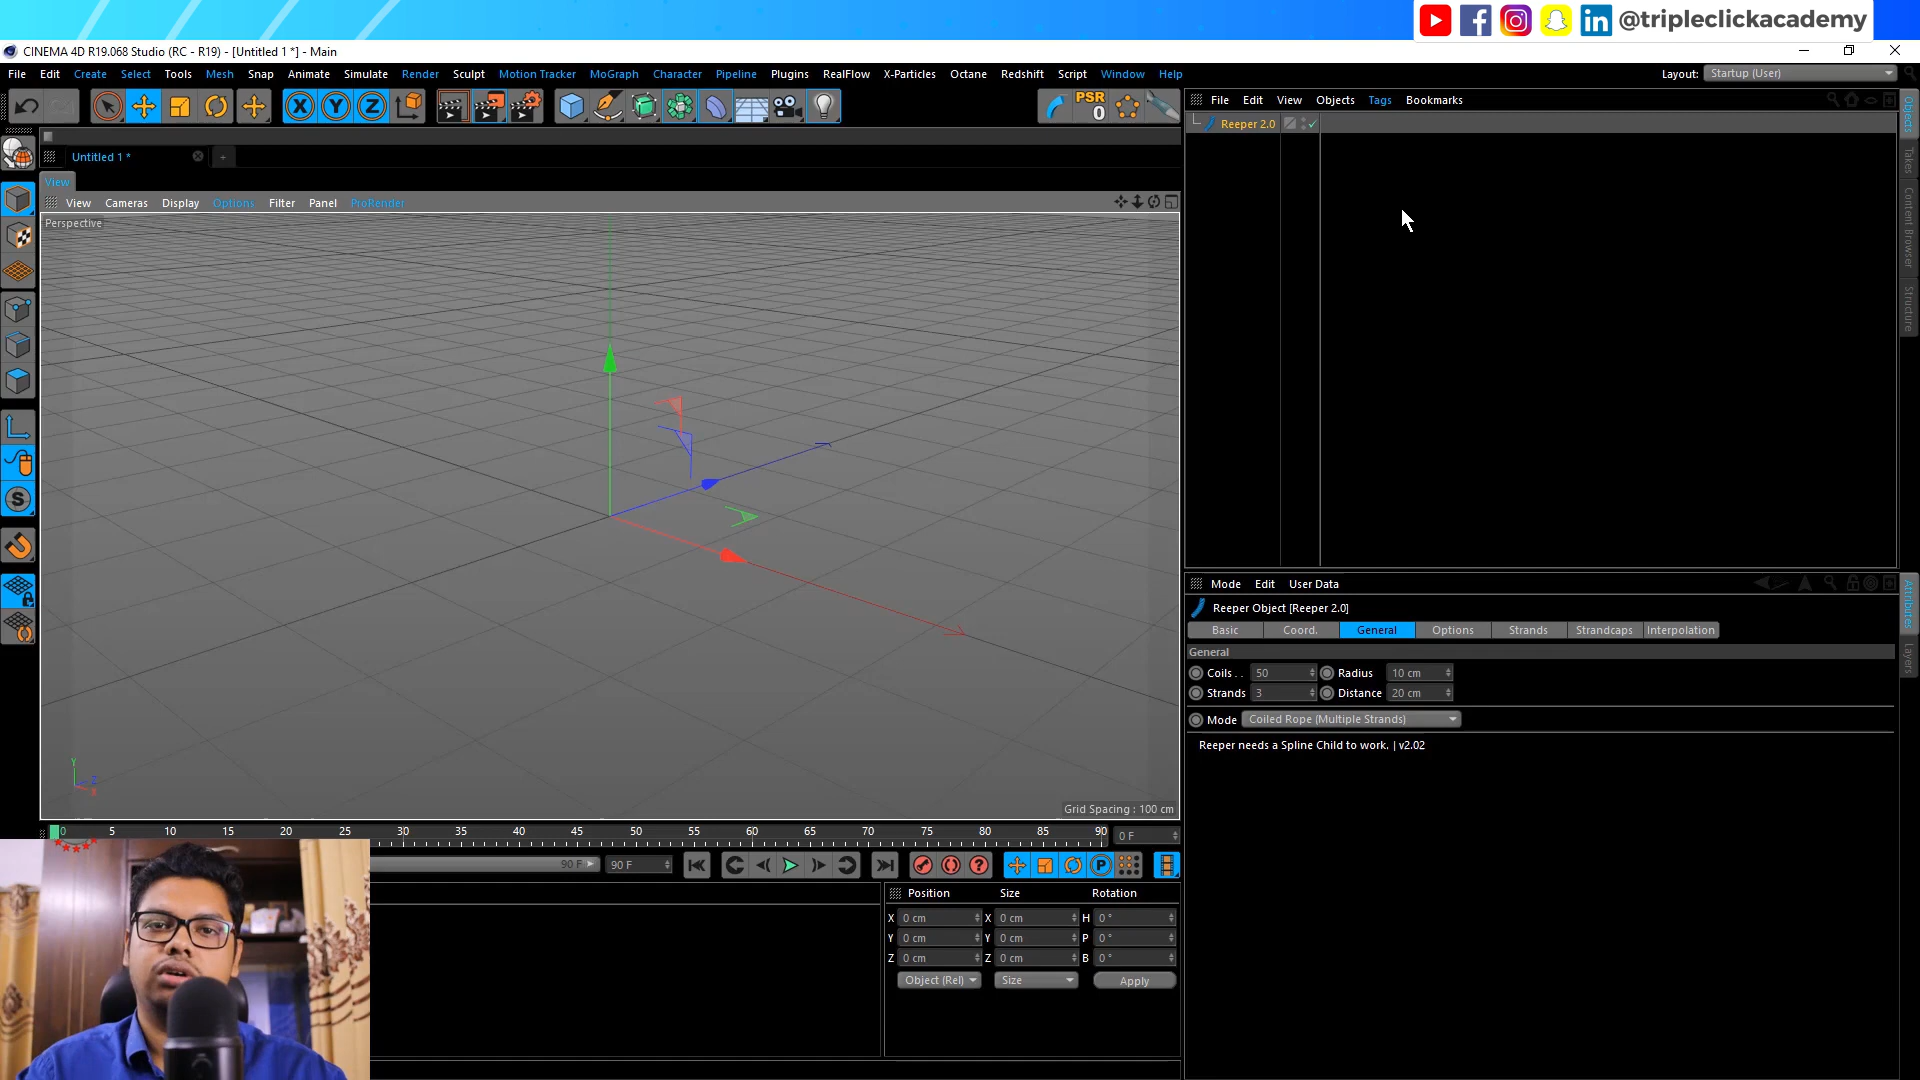 @tripleclickacademy
CINEMA 4D R19.068 Studio (RC - R19) - [Untitled 1 *] - Main
File Edit Create Select Tools Mesh Snap Animate Simulate Render Sculpt Motion Tracker MoGraph Character Pipeline Plugins RealFlow X-Particles Octane Redshift Script Window Help
Layout: Startup (User)
X Y Z
PSR
0
File Edit View Objects Tags Bookmarks
Objects
Takes
Content Browser
Structure
Reeper 2.0
Untitled 1 *
View
View Cameras Display Options Filter Panel ProRender
Perspective
S
Y
Z
X
Grid Spacing : 100 cm
0 5 10 15 20 25 30 35 40 45 50 55 60 65 70 75 80 85 90 0 F
90 F 90 F
P
Position Size Rotation
X 0 cm X 0 cm H 0 °
Y 0 cm Y 0 cm P 0 °
Z 0 cm Z 0 cm B 0 °
Object (Rel) Size Apply
Mode Edit User Data
Attributes
Layers
Reeper Object [Reeper 2.0]
Basic Coord. General Options Strands Strandcaps Interpolation
General
Coils . . 50 Radius 10 cm
Strands 3 Distance 20 cm
Mode Coiled Rope (Multiple Strands)
Reeper needs a Spline Child to work. | v2.02